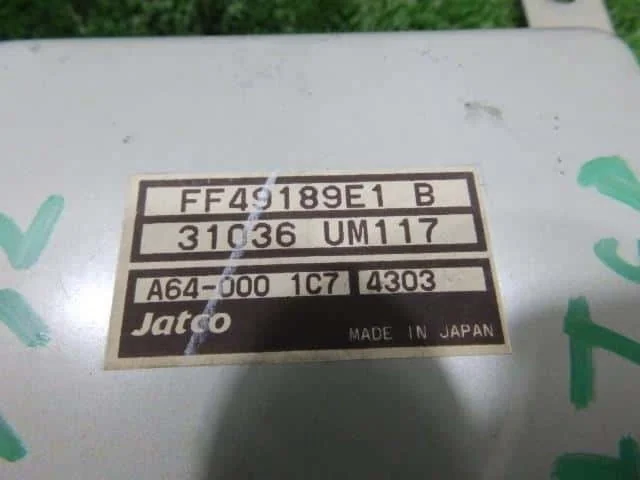 FF49189E1 B
31036 UM117
A64-000 1C7 4303
Jatco MADE IN JAPAN